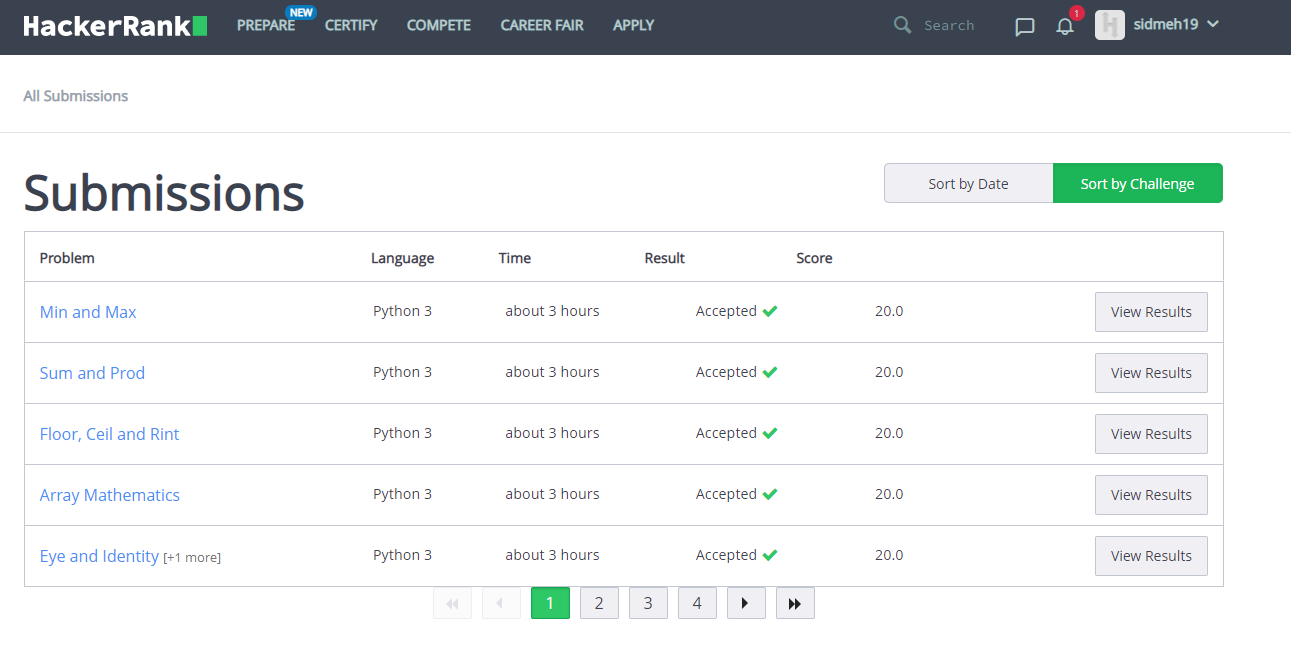 HackerRank PREPARE NEW CERTIFY COMPETE CAREER FAIR APPLY Search 1 H sidmeh19
All Submissions
Submissions Sort by Date Sort by Challenge
Problem Language Time Result Score
Min and Max Python 3 about 3 hours Accepted 20.0 View Results
Sum and Prod Python 3 about 3 hours Accepted 20.0 View Results
Floor, Ceil and Rint Python 3 about 3 hours Accepted 20.0 View Results
Array Mathematics Python 3 about 3 hours Accepted 20.0 View Results
Eye and Identity [+1 more] Python 3 about 3 hours Accepted 20.0 View Results
1 2 3 4